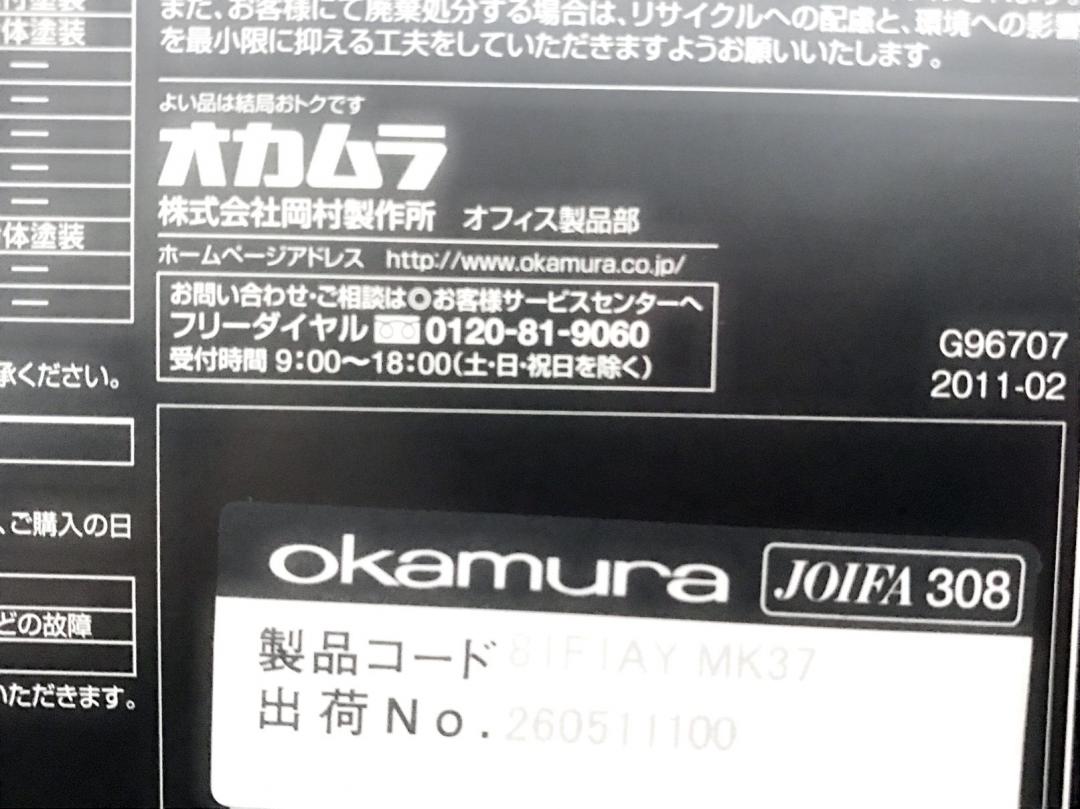 体塗装
また、お客様にて廃棄処分する場合は、リサイクルへの配慮と、環境への影響
を最小限に抑える工夫をしていただきますようお願いいたします。
よい品は結局おトクです
オカムラ
株式会社岡村製作所 オフィス製品部
体塗装
ホームページアドレス http://www.okamura.co.jp/
お問い合わせ・ご相談は◎お客様サービスセンターへ
フリーダイヤル 0120-81-9060
受付時間 9:00〜18:00(土・日・祝日を除く)
G96707
2011-02
承ください。
、ご購入の日
どの故障
いただきます。
okamura JOIFA 308
製品コード 81F1AY MK37
出荷No. 260511100